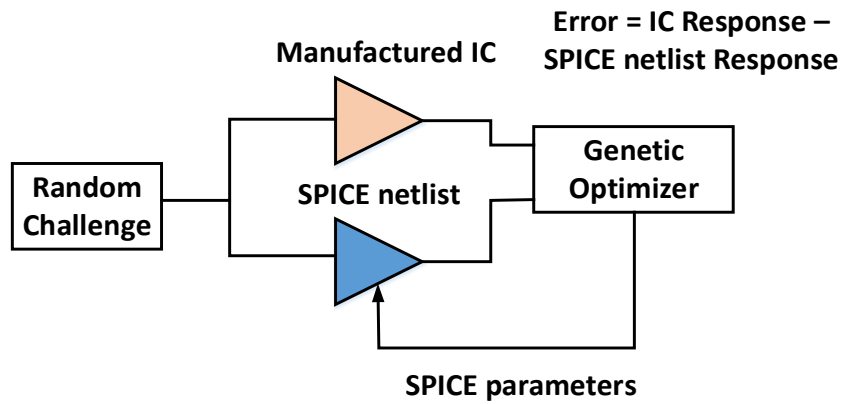 Error = IC Response –
SPICE netlist Response
Manufactured IC
Genetic
Optimizer
Random
Challenge
SPICE netlist
SPICE parameters